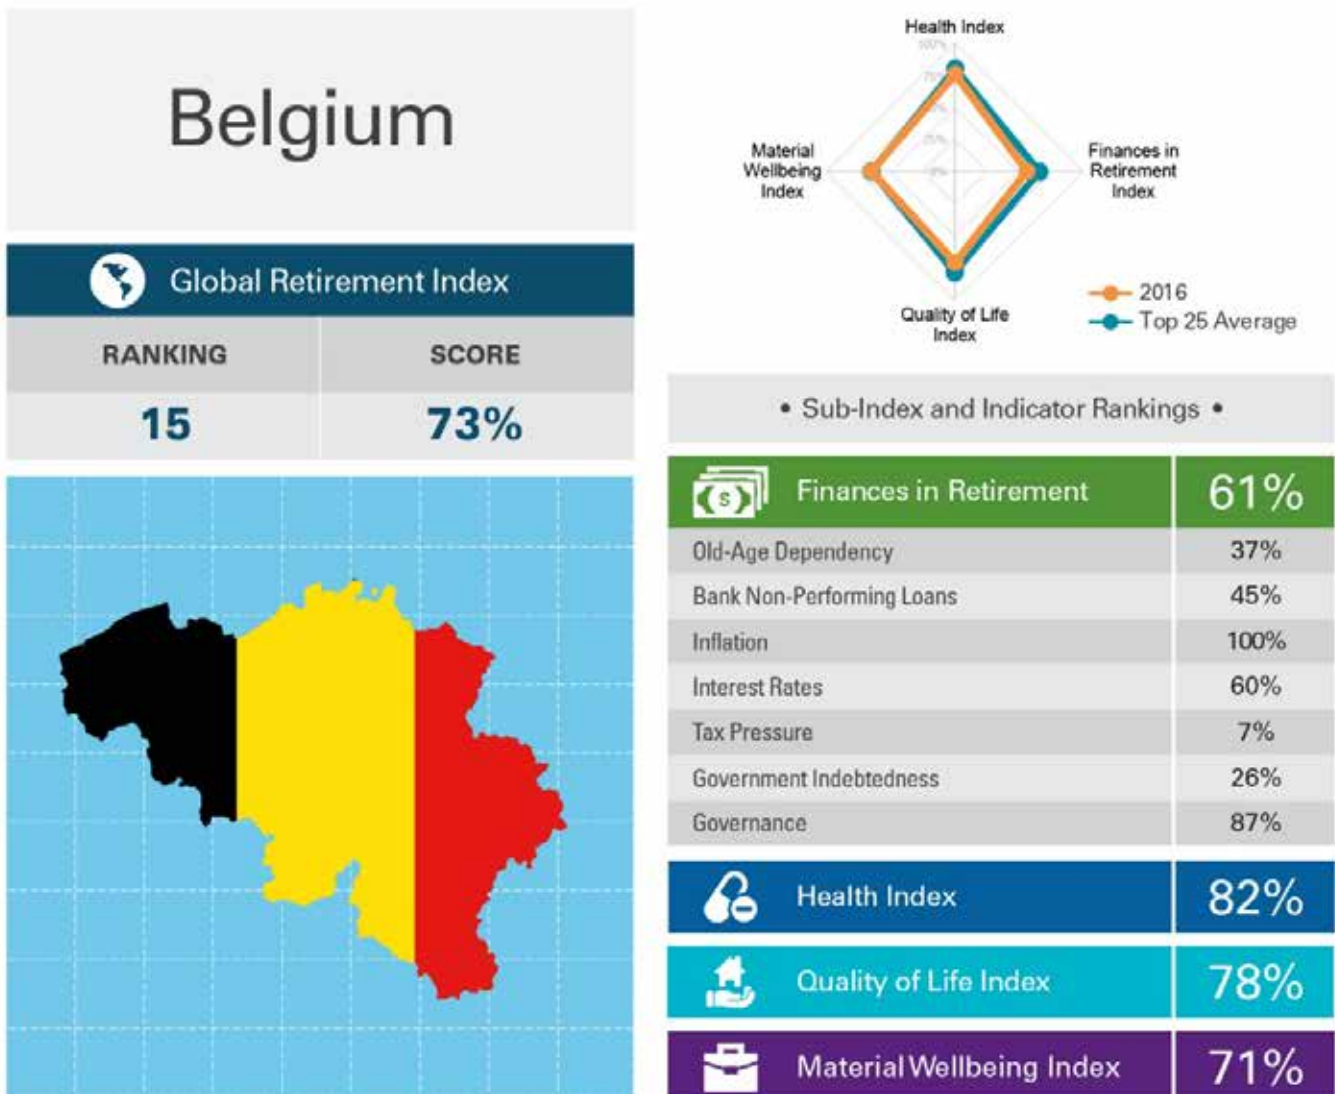 Belgium
Global Retirement Index
RANKING
SCORE
15
73%
Health Index
100%
Material
Wellbeing
Index
Finances in
Retirement
Index
Quality of Life
Index
2016
Top 25 Average
• Sub-Index and Indicator Rankings •
Finances in Retirement
61%
Old-Age Dependency
37%
Bank Non-Performing Loans
45%
Inflation
100%
Interest Rates
60%
Tax Pressure
7%
Government Indebtedness
26%
Governance
87%
Health Index
82%
Quality of Life Index
78%
Material Wellbeing Index
71%